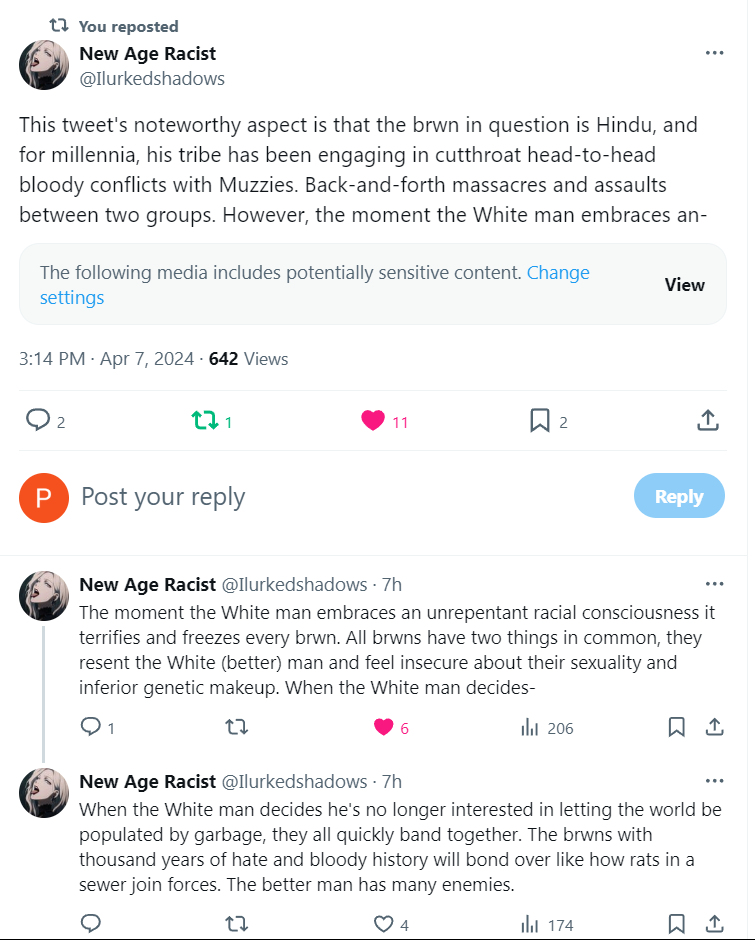 You reposted
New Age Racist
@Ilurkedshadows
This tweet's noteworthy aspect is that the brwn in question is Hindu, and
for millennia, his tribe has been engaging in cutthroat head-to-head
bloody conflicts with Muzzies. Back-and-forth massacres and assaults
between two groups. However, the moment the White man embraces an-
The following media includes potentially sensitive content. Change
settings
View
3:14 PM · Apr 7, 2024 · 642 Views
2 1 11 2
P Post your reply Reply
New Age Racist @Ilurkedshadows · 7h
The moment the White man embraces an unrepentant racial consciousness it
terrifies and freezes every brwn. All brwns have two things in common, they
resent the White (better) man and feel insecure about their sexuality and
inferior genetic makeup. When the White man decides-
1 6 206
New Age Racist @Ilurkedshadows · 7h
When the White man decides he's no longer interested in letting the world be
populated by garbage, they all quickly band together. The brwns with
thousand years of hate and bloody history will bond over like how rats in a
sewer join forces. The better man has many enemies.
4 174